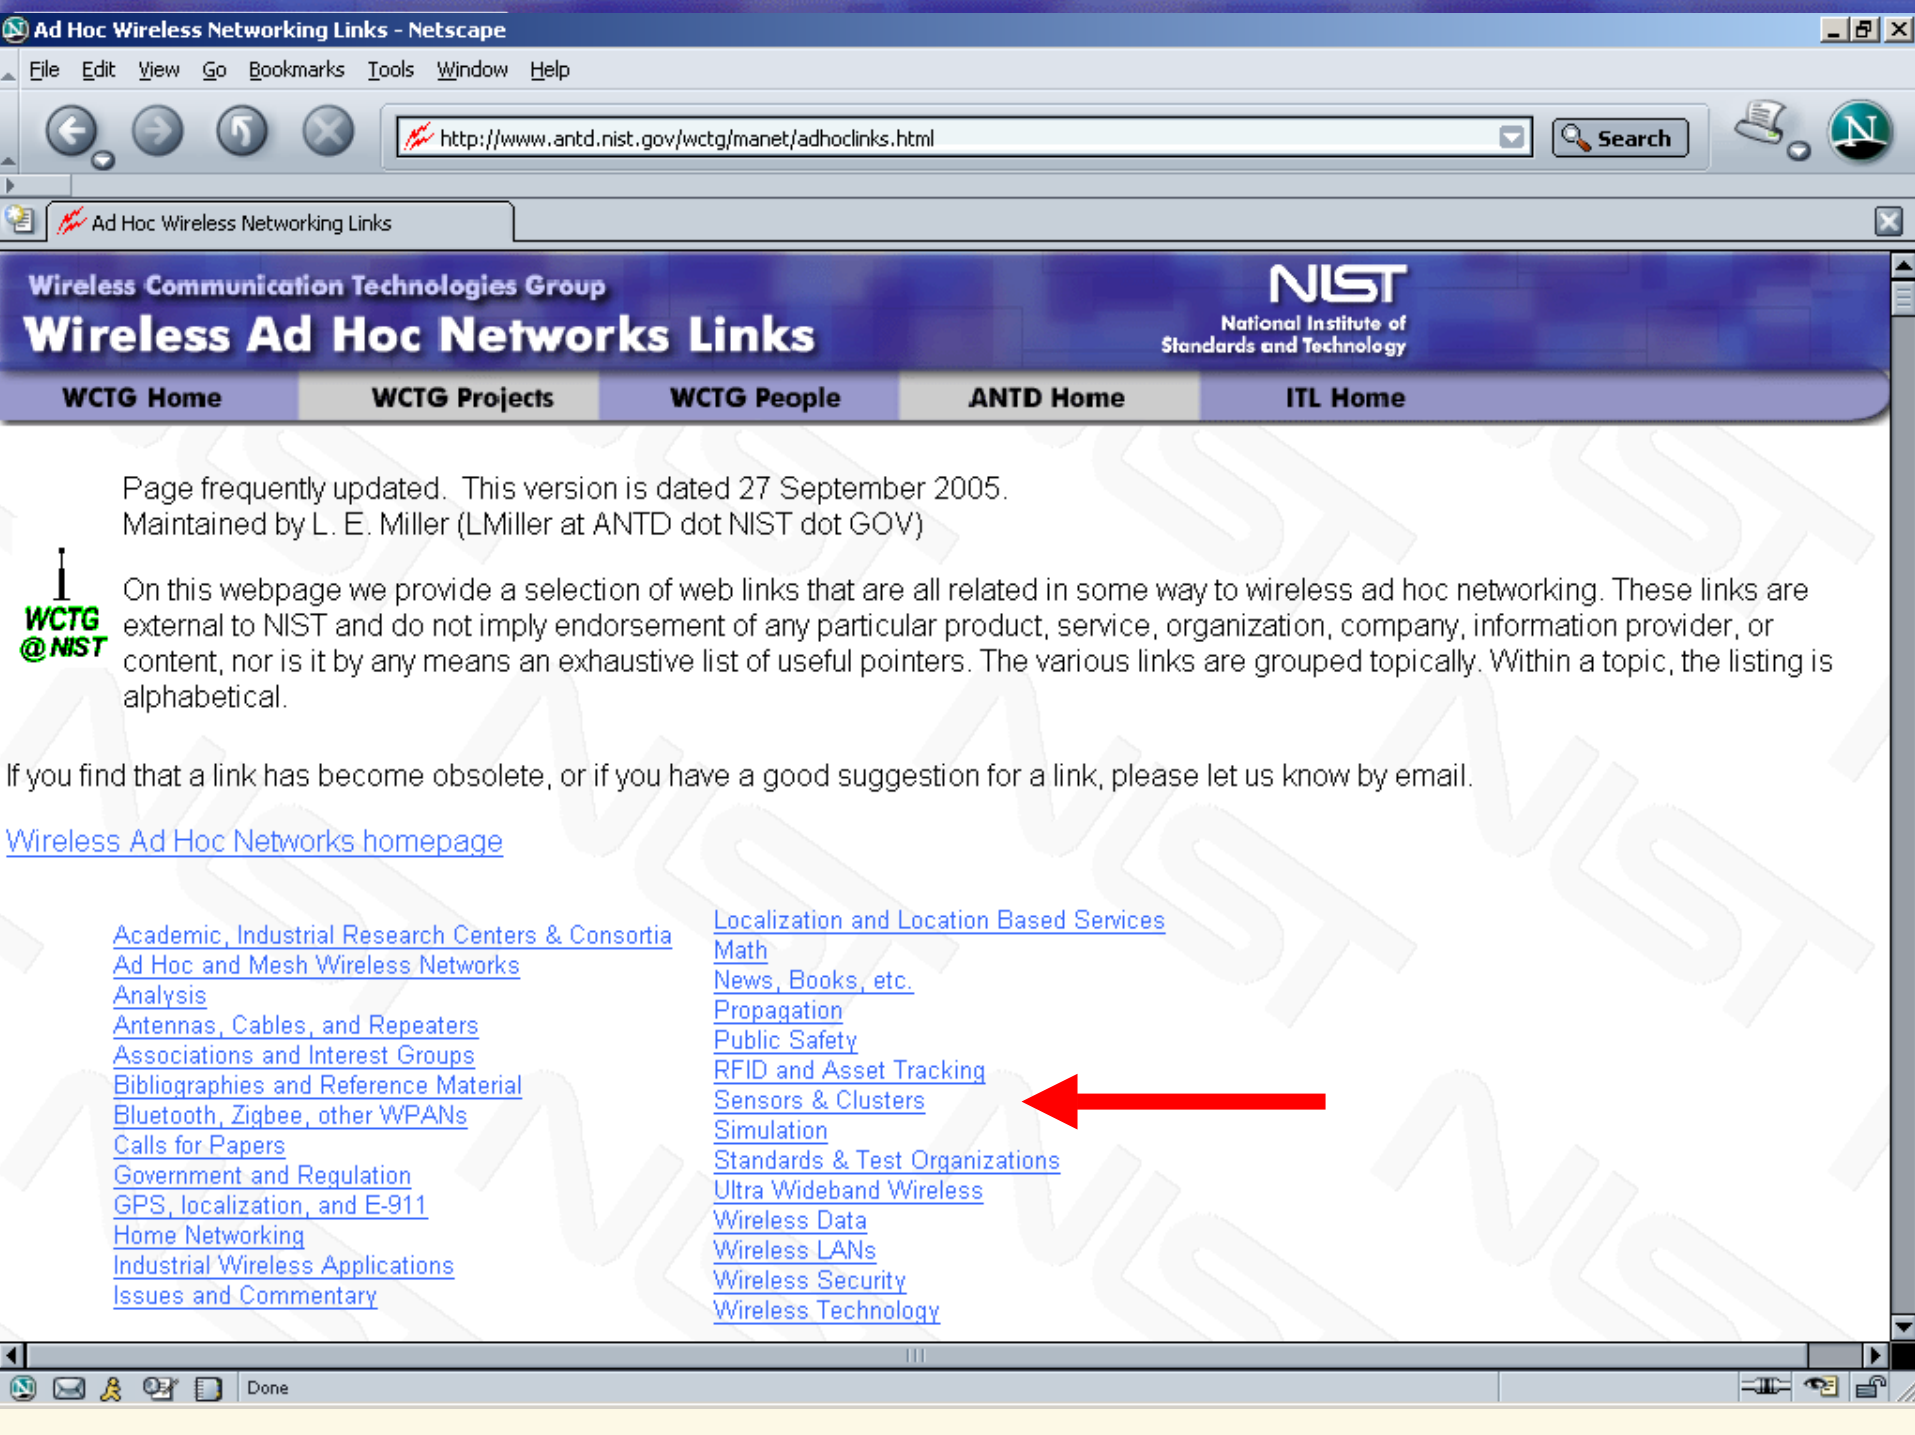 Ad Hoc Wireless Networking Links - Netscape
File Edit View Go Bookmarks Tools Window Help
http://www.antd.nist.gov/wctg/manet/adhoclinks.html
Search
N
Ad Hoc Wireless Networking Links
Wireless Communication Technologies Group
Wireless Ad Hoc Networks Links
NIST
National Institute of
Standards and Technology
WCTG Home WCTG Projects WCTG People ANTD Home ITL Home
Page frequently updated. This version is dated 27 September 2005.
Maintained by L. E. Miller (LMiller at ANTD dot NIST dot GOV)
WCTG
@ NIST
On this webpage we provide a selection of web links that are all related in some way to wireless ad hoc networking. These links are
external to NIST and do not imply endorsement of any particular product, service, organization, company, information provider, or
content, nor is it by any means an exhaustive list of useful pointers. The various links are grouped topically. Within a topic, the listing is
alphabetical.
If you find that a link has become obsolete, or if you have a good suggestion for a link, please let us know by email.
Wireless Ad Hoc Networks homepage
Academic, Industrial Research Centers & Consortia
Ad Hoc and Mesh Wireless Networks
Analysis
Antennas, Cables, and Repeaters
Associations and Interest Groups
Bibliographies and Reference Material
Bluetooth, Zigbee, other WPANs
Calls for Papers
Government and Regulation
GPS, localization, and E-911
Home Networking
Industrial Wireless Applications
Issues and Commentary
Localization and Location Based Services
Math
News, Books, etc.
Propagation
Public Safety
RFID and Asset Tracking
Sensors & Clusters
Simulation
Standards & Test Organizations
Ultra Wideband Wireless
Wireless Data
Wireless LANs
Wireless Security
Wireless Technology
Done